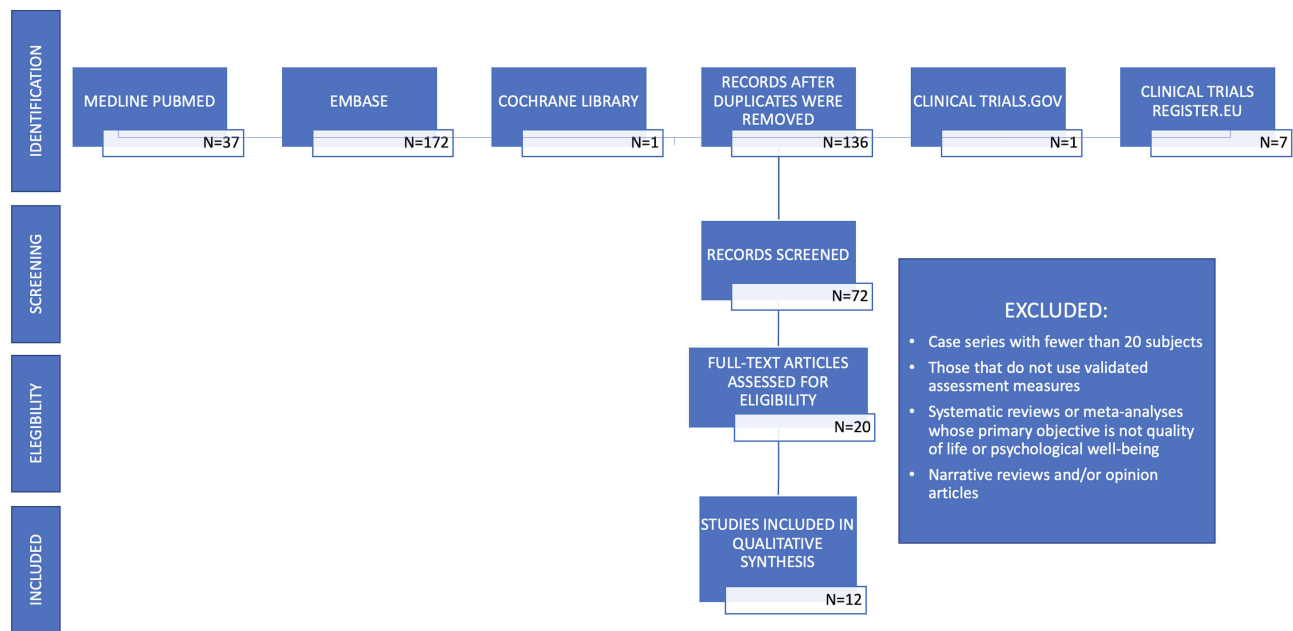 IDENTIFICATION
MEDLINE PUBMED
N=37
EMBASE
N=172
COCHRANE LIBRARY
N=1
RECORDS AFTER
DUPLICATES WERE
REMOVED
N=136
CLINICAL TRIALS.GOV
N=1
CLINICAL TRIALS
REGISTER.EU
N=7
SCREENING
RECORDS SCREENED
N=72
EXCLUDED:
• Case series with fewer than 20 subjects
• Those that do not use validated
assessment measures
• Systematic reviews or meta-analyses
whose primary objective is not quality
of life or psychological well-being
• Narrative reviews and/or opinion
articles
ELEGIBILITY
FULL-TEXT ARTICLES
ASSESSED FOR
ELIGIBILITY
N=20
INCLUDED
STUDIES INCLUDED IN
QUALITATIVE
SYNTHESIS
N=12